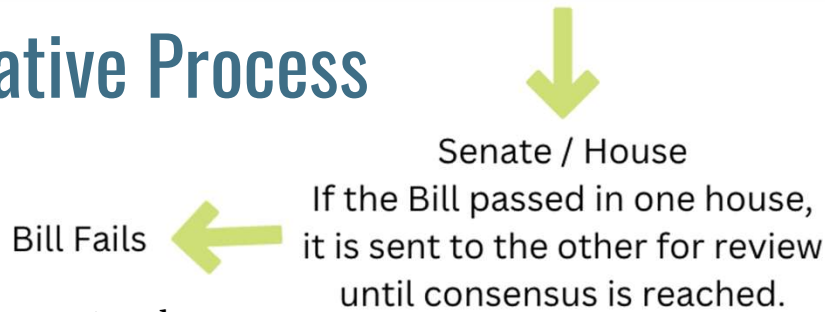 ative Process
Senate / House
If the Bill passed in one house,
it is sent to the other for review
until consensus is reached.
Bill Fails